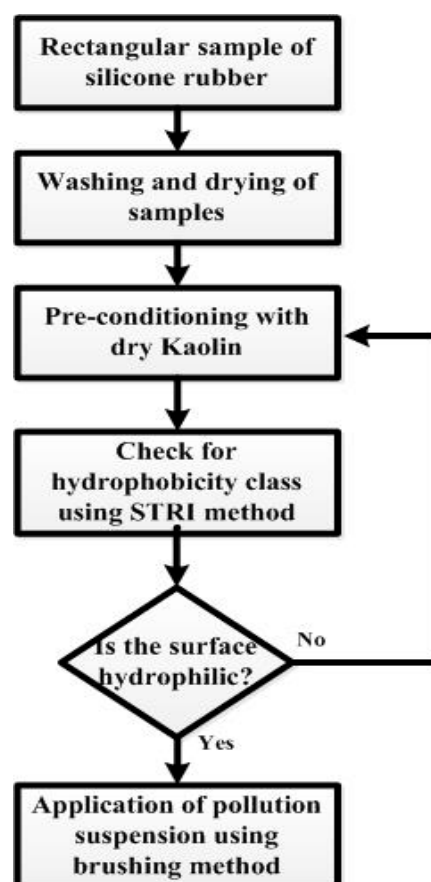 Rectangular sample of
silicone rubber
Washing and drying of
samples
Pre-conditioning with
dry Kaolin
Check for
hydrophobicity class
using STRI method
Is the surface
hydrophilic?
No
Yes
Application of pollution
suspension using
brushing method